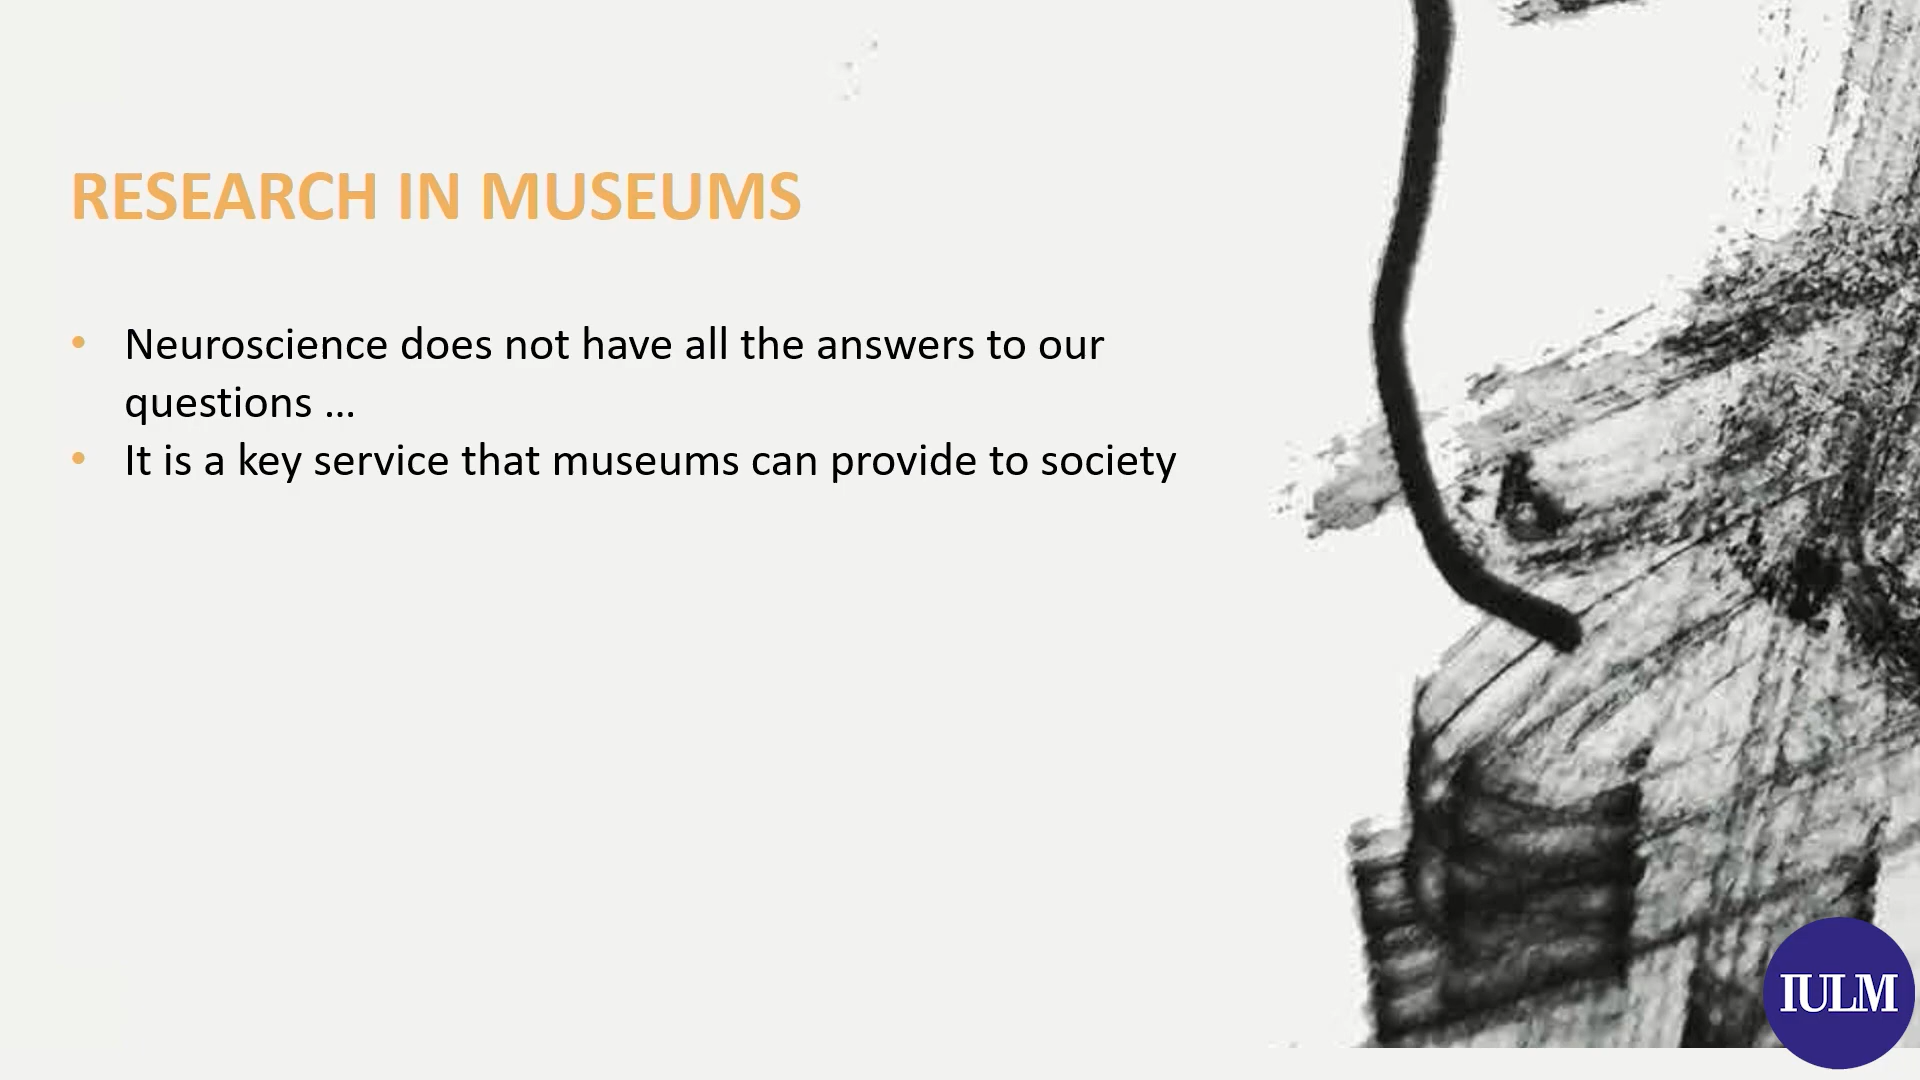 RESEARCH IN MUSEUMS
• Neuroscience does not have all the answers to our
questions ...
• It is a key service that museums can provide to society
IULM